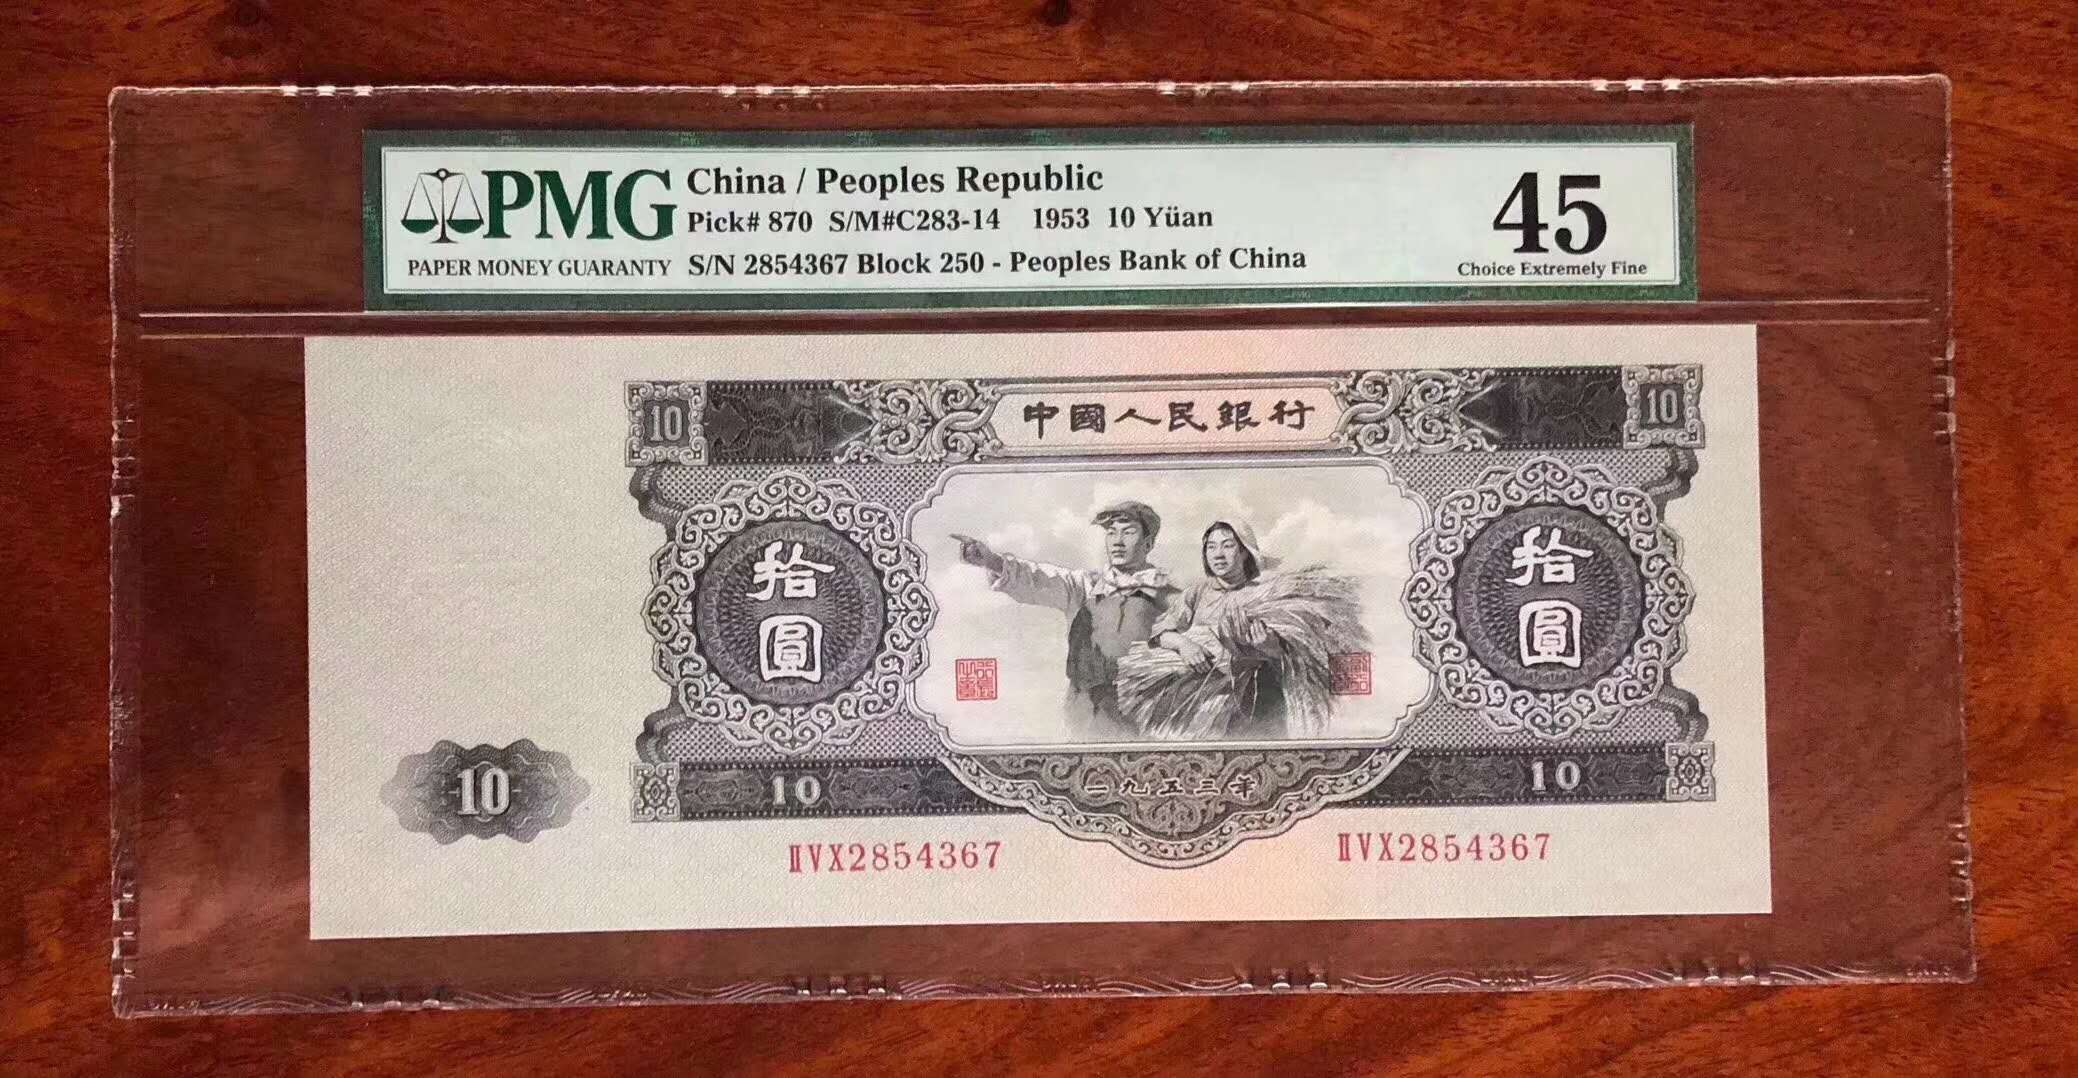 PMG
PAPER MONEY GUARANTY
China / Peoples Republic
Pick# 870 S/M#C283-14 1953 10 Yüan
S/N 2854367 Block 250 - Peoples Bank of China
45
Choice Extremely Fine
10
中國人民銀行
10
拾圓
拾圓
10
10
一九五三年
10
ⅡVX2854367
ⅡVX2854367